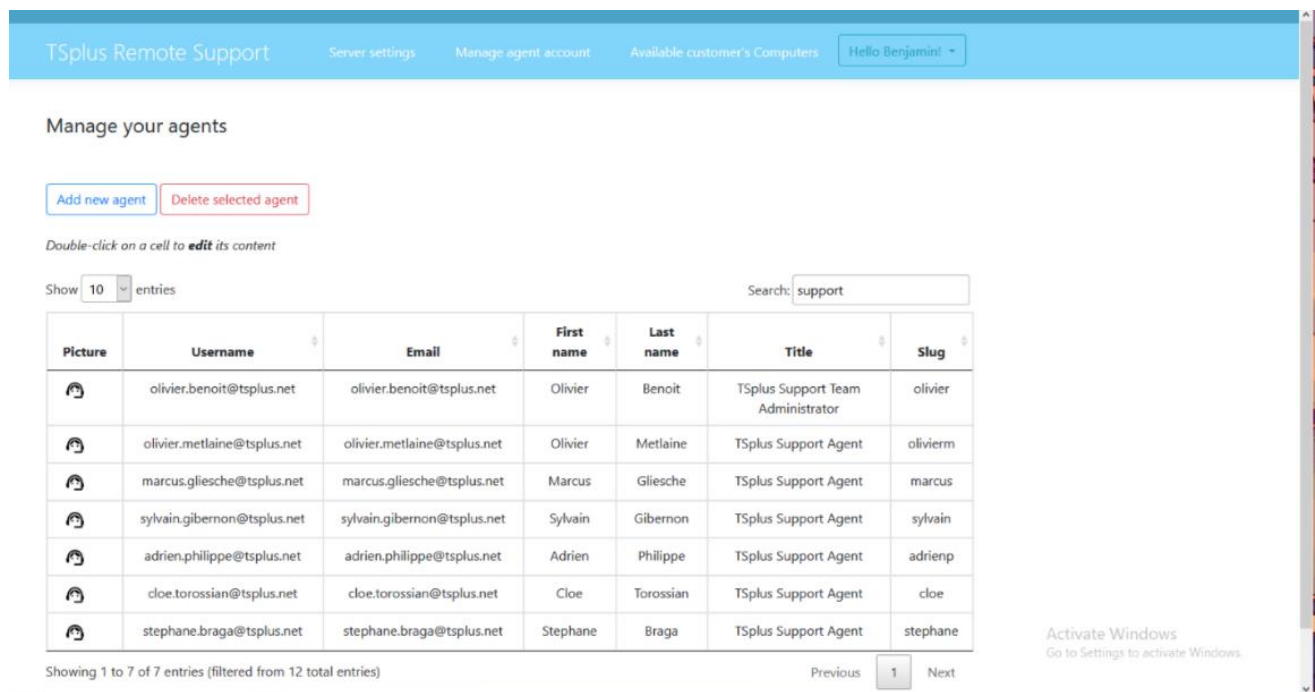 TSplus Remote Support Server settings Manage agent account Available customer's Computers Hello Benjamin!
Manage your agents
Add new agent Delete selected agent
Double-click on a cell to edit its content
Show 10 entries Search: support
Picture Username Email First name Last name Title Slug
olivier.benoit@tsplus.net olivier.benoit@tsplus.net Olivier Benoit TSplus Support Team Administrator olivier
olivier.metlaine@tsplus.net olivier.metlaine@tsplus.net Olivier Metlaine TSplus Support Agent olivierm
marcus.gliesche@tsplus.net marcus.gliesche@tsplus.net Marcus Gliesche TSplus Support Agent marcus
sylvain.gibernon@tsplus.net sylvain.gibernon@tsplus.net Sylvain Gibernon TSplus Support Agent sylvain
adrien.philippe@tsplus.net adrien.philippe@tsplus.net Adrien Philippe TSplus Support Agent adrienp
cloe.torossian@tsplus.net cloe.torossian@tsplus.net Cloe Torossian TSplus Support Agent cloe
stephane.braga@tsplus.net stephane.braga@tsplus.net Stephane Braga TSplus Support Agent stephane
Showing 1 to 7 of 7 entries (filtered from 12 total entries) Previous 1 Next
Activate Windows
Go to Settings to activate Windows.